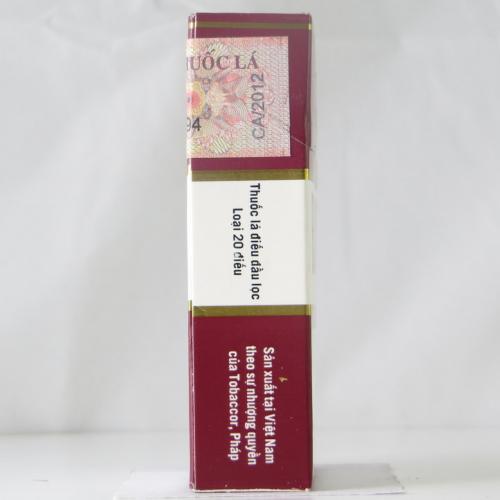 UỐC LÁ
CA/2012
94
Thuốc lá điếu đầu lọc
Loại 20 điếu
Sản xuất tại Việt Nam
theo sự nhượng quyền
của Tobaccor, Pháp